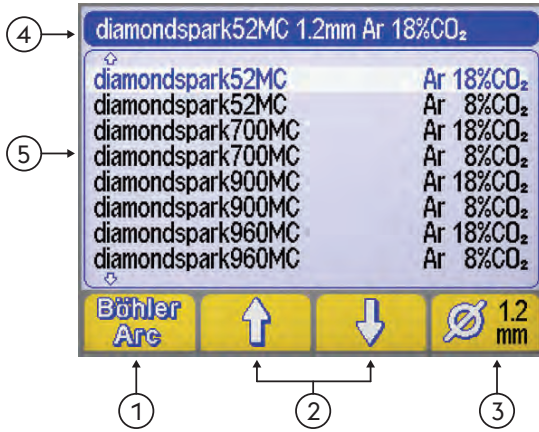 4
diamondspark52MC 1.2mm Ar 18%CO₂
5
diamondspark52MC Ar 18%CO₂
diamondspark52MC Ar 8%CO₂
diamondspark700MC Ar 18%CO₂
diamondspark700MC Ar 8%CO₂
diamondspark900MC Ar 18%CO₂
diamondspark900MC Ar 8%CO₂
diamondspark960MC Ar 18%CO₂
diamondspark960MC Ar 8%CO₂
Böhler
Arc
Ø 1.2
mm
1
2
3